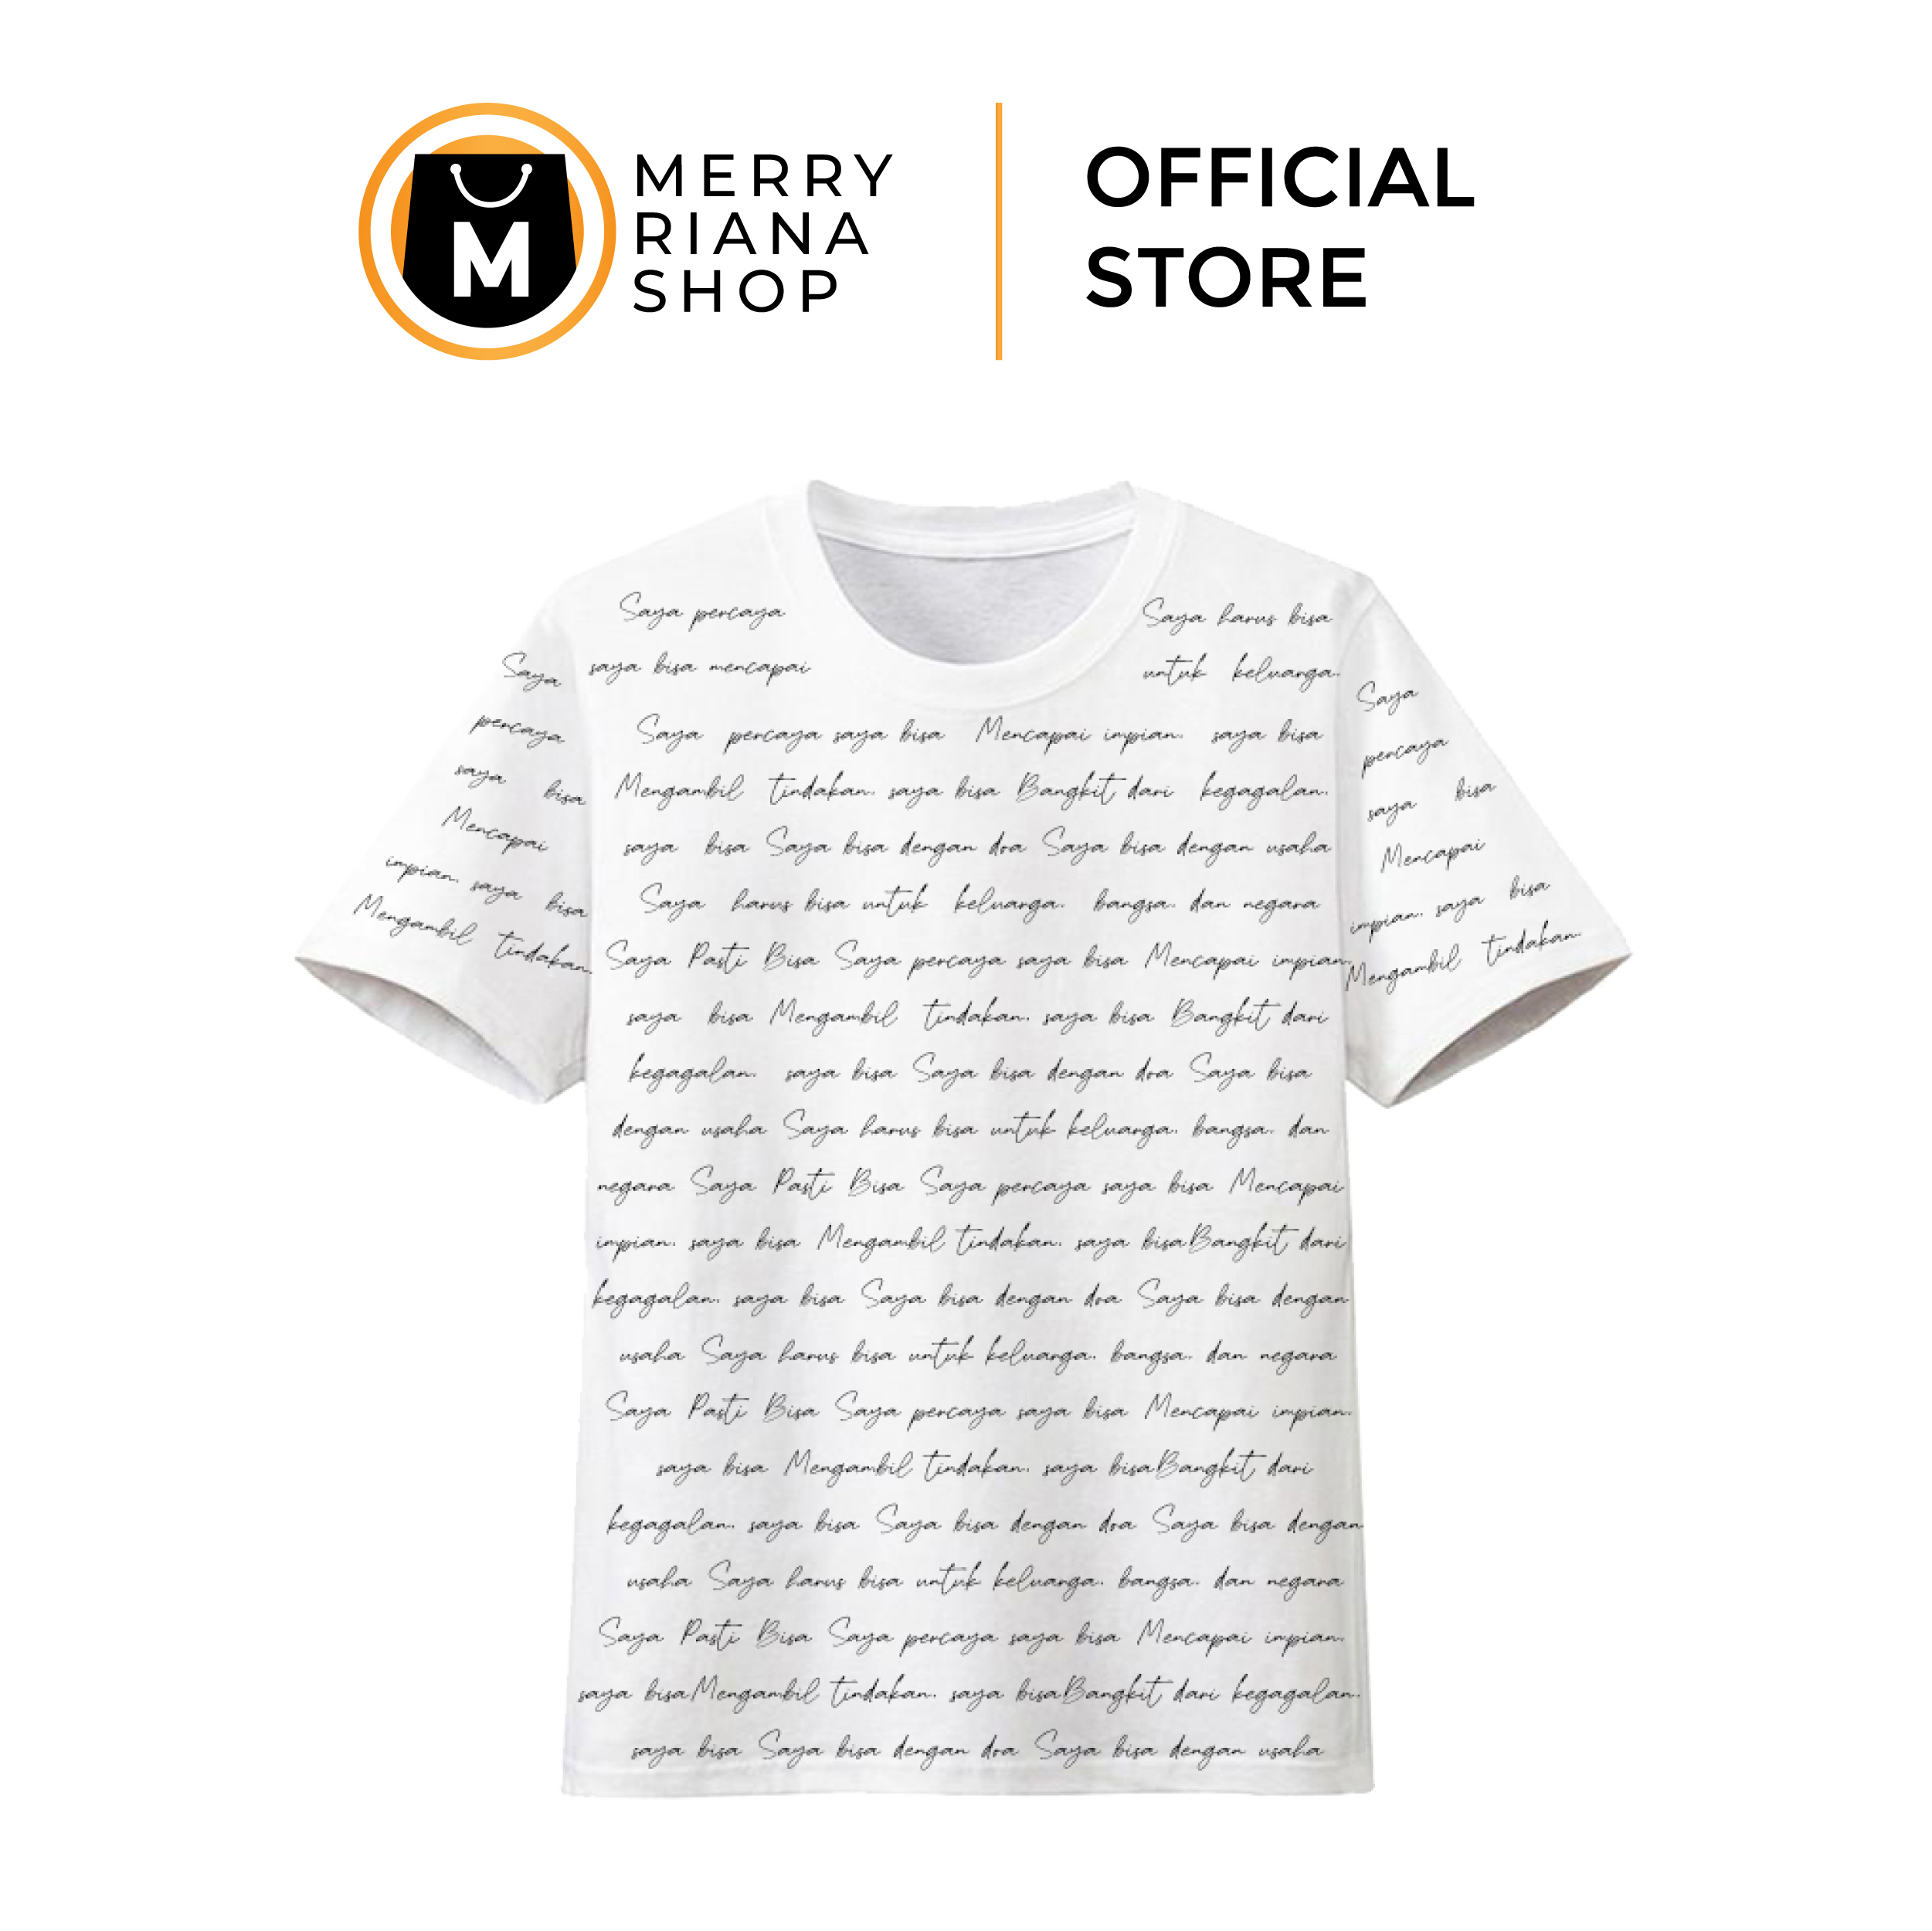 MERRY
RIANA
SHOP
OFFICIAL
STORE
Saya percaya
saya bisa mencapai
Saya harus bisa
untuk keluarga.
Saya
percaya
saya bisa
Mencapai
impian. saya bisa
Mengambil tindakan.
Saya percaya saya bisa Mencapai impian. saya bisa
Mengambil tindakan. saya bisa Bangkit dari kegagalan.
saya bisa Saya bisa dengan doa Saya bisa dengan usaha
Saya harus bisa untuk keluarga. bangsa. dan negara
Saya Pasti Bisa Saya percaya saya bisa Mencapai impian.
saya bisa Mengambil tindakan. saya bisa Bangkit dari
kegagalan. saya bisa Saya bisa dengan doa Saya bisa
dengan usaha Saya harus bisa untuk keluarga. bangsa. dan
negara Saya Pasti Bisa Saya percaya saya bisa Mencapai
impian. saya bisa Mengambil tindakan. saya bisaBangkit dari
kegagalan. saya bisa Saya bisa dengan doa Saya bisa dengan
usaha Saya harus bisa untuk keluarga. bangsa. dan negara
Saya Pasti Bisa Saya percaya saya bisa Mencapai impian.
saya bisa Mengambil tindakan. saya bisaBangkit dari
kegagalan. saya bisa Saya bisa dengan doa Saya bisa dengan
usaha Saya harus bisa untuk keluarga. bangsa. dan negara
Saya Pasti Bisa Saya percaya saya bisa Mencapai impian.
saya bisaMengambil tindakan. saya bisaBangkit dari kegagalan.
saya bisa Saya bisa dengan doa Saya bisa dengan usaha
Saya
percaya
saya bisa
Mencapai
impian. saya bisa
Mengambil tindakan.